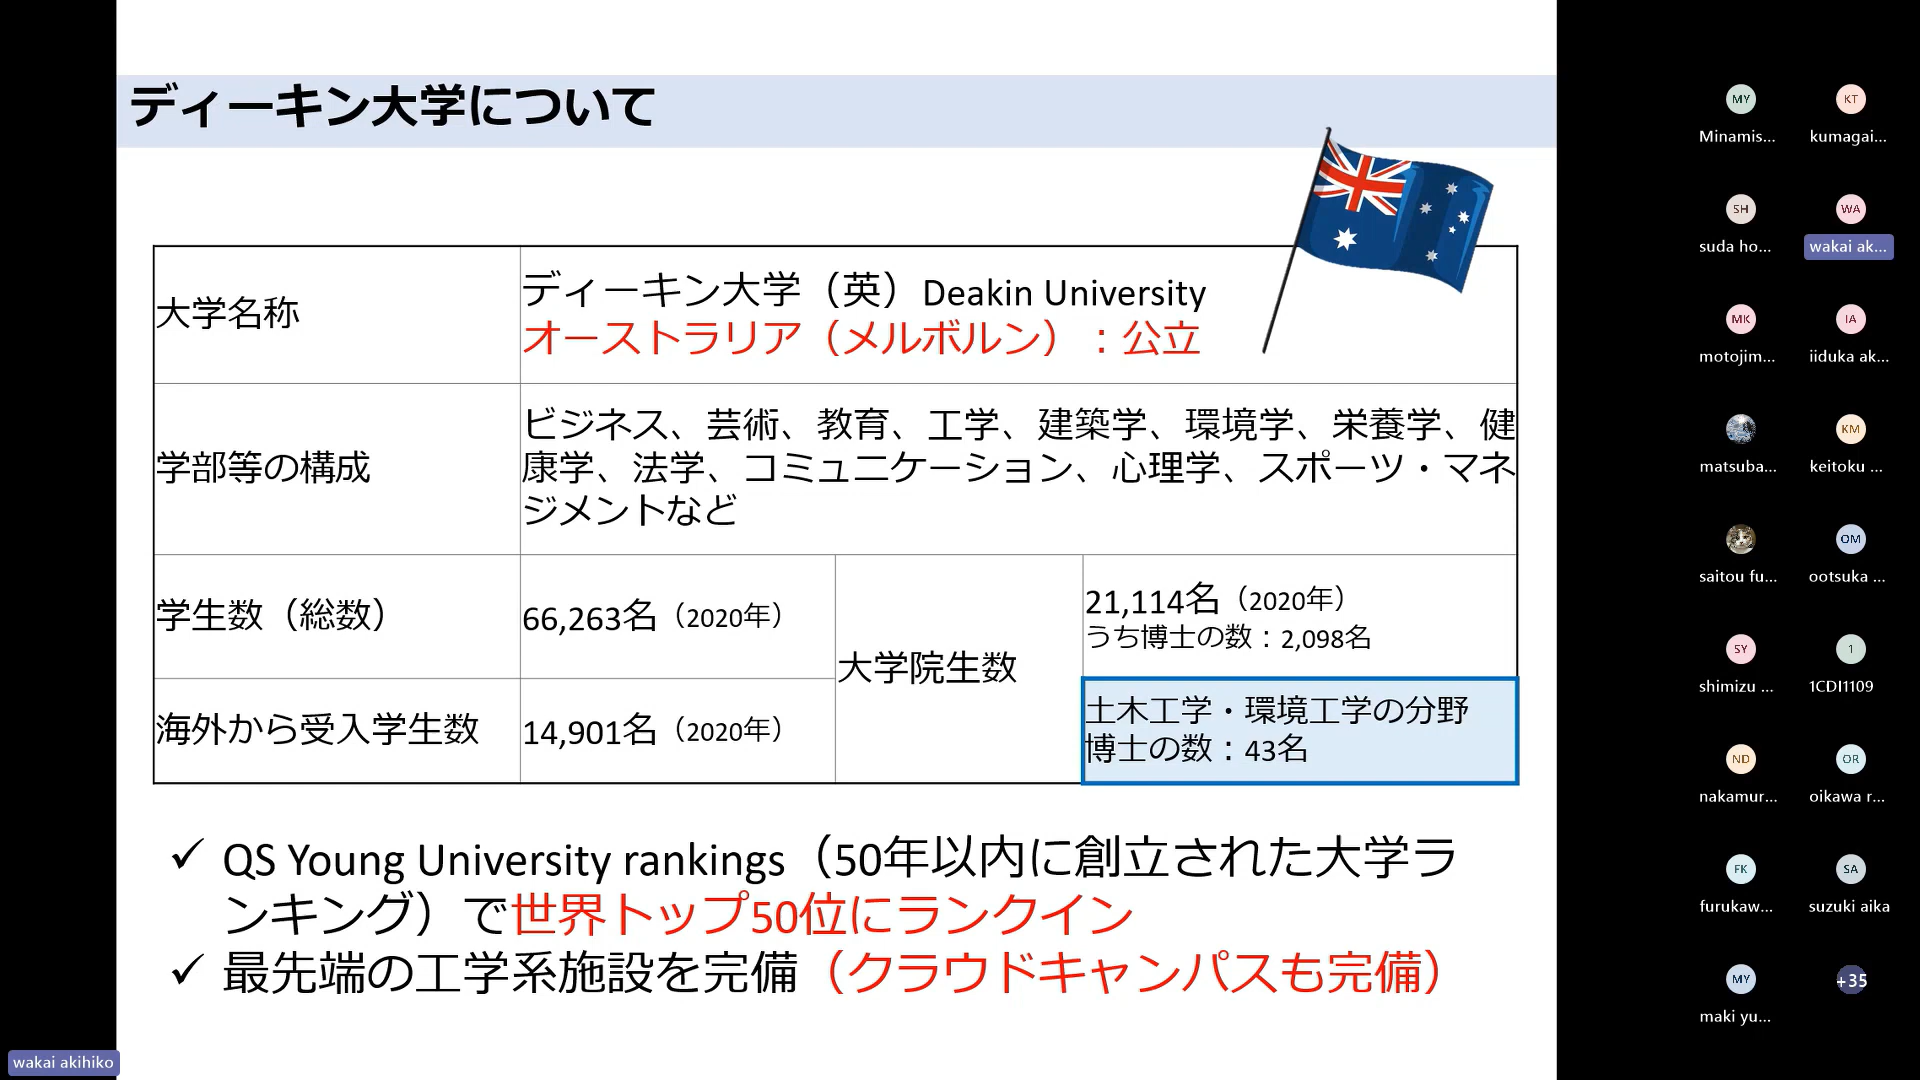 ディーキン大学について
大学名称
ディーキン大学（英）Deakin University
オーストラリア（メルボルン）：公立
学部等の構成
ビジネス、芸術、教育、工学、建築学、環境学、栄養学、健
康学、法学、コミュニケーション、心理学、スポーツ・マネ
ジメントなど
学生数（総数）
66,263名（2020年）
大学院生数
21,114名（2020年）
うち博士の数：2,098名
海外から受入学生数
14,901名（2020年）
土木工学・環境工学の分野
博士の数：43名
✓ QS Young University rankings（50年以内に創立された大学ラ
ンキング）で世界トップ50位にランクイン
✓ 最先端の工学系施設を完備（クラウドキャンパスも完備）
wakai akihiko
MY
Minamis...
KT
kumagai...
SH
suda ho...
WA
wakai ak...
MK
motojim...
IA
iiduka ak...
matsuba...
KM
keitoku ...
saitou fu...
OM
ootsuka ...
SY
shimizu ...
1
1CDI1109
ND
nakamur...
OR
oikawa r...
FK
furukaw...
SA
suzuki aika
MY
maki yu...
+35